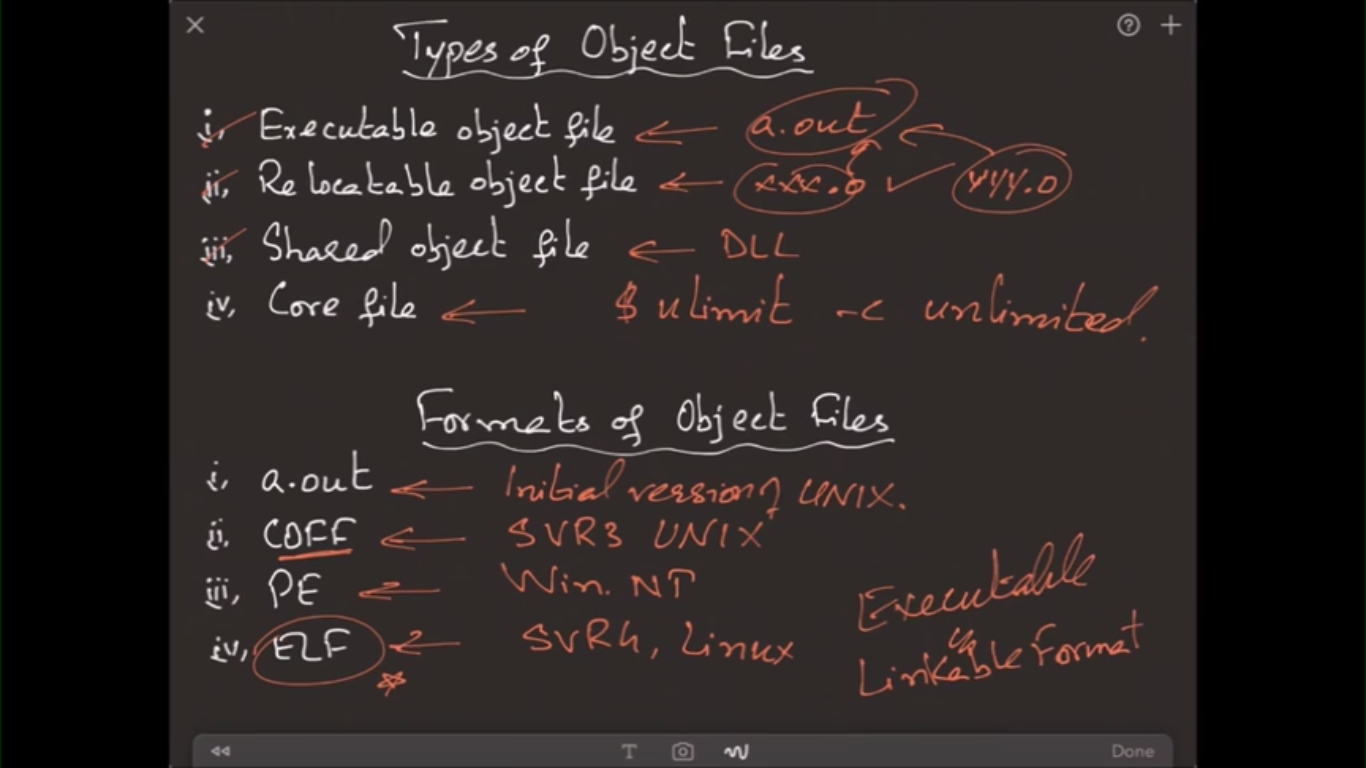 Types of Object Files
i, Executable object file ← a.out
ii, Relocatable object file ← xxx.o ✓ yyy.o
iii, Shared object file ← DLL
iv, Core file ← $ ulimit -c unlimited.
Formats of Object Files
i, a.out ← Initial version of UNIX.
ii, COFF ← SVR3 UNIX
iii, PE ← Win. NT
iv, ELF ← SVR4, Linux
Executable
&
Linkable Format
T Done